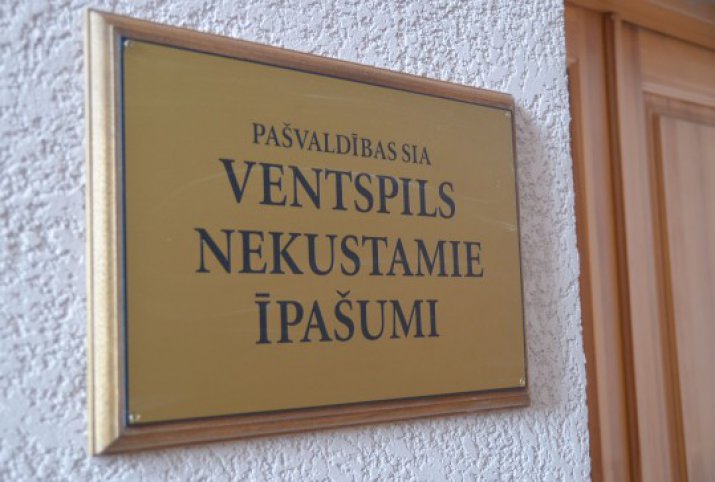 PAŠVALDĪBAS SIA
VENTSPILS
NEKUSTAMIE
ĪPAŠUMI